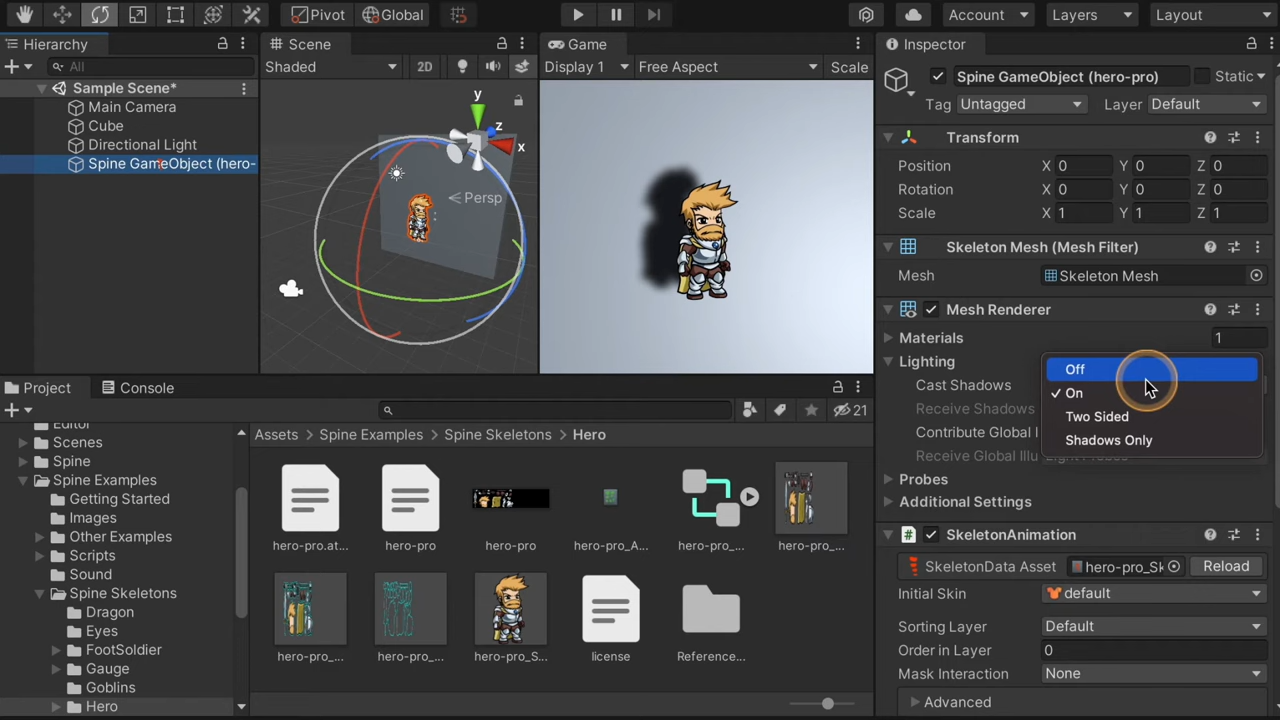 Pivot Global Account Layers Layout
Hierarchy
All
Sample Scene*
Main Camera
Cube
Directional Light
Spine GameObject (hero-
Scene
Shaded 2D
y
z
x
Persp
Game
Display 1 Free Aspect Scale
Inspector
Spine GameObject (hero-pro) Static
Tag Untagged Layer Default
Transform
Position X 0 Y 0 Z 0
Rotation X 0 Y 0 Z 0
Scale X 1 Y 1 Z 1
Skeleton Mesh (Mesh Filter)
Mesh Skeleton Mesh
Mesh Renderer
Materials 1
Lighting
Cast Shadows
Receive Shadows
Contribute Global I
Receive Global Illu
Off
On
Two Sided
Shadows Only
Probes
Additional Settings
SkeletonAnimation
SkeletonData Asset hero-pro_Sk Reload
Initial Skin default
Sorting Layer Default
Order in Layer 0
Mask Interaction None
Advanced
Project Console
21
Scenes
Spine
Spine Examples
Getting Started
Images
Other Examples
Scripts
Sound
Spine Skeletons
Dragon
Eyes
FootSoldier
Gauge
Goblins
Hero
Assets Spine Examples Spine Skeletons Hero
hero-pro.at... hero-pro hero-pro hero-pro_A... hero-pro_... hero-pro_...
hero-pro_... hero-pro_... hero-pro_S... license Reference...